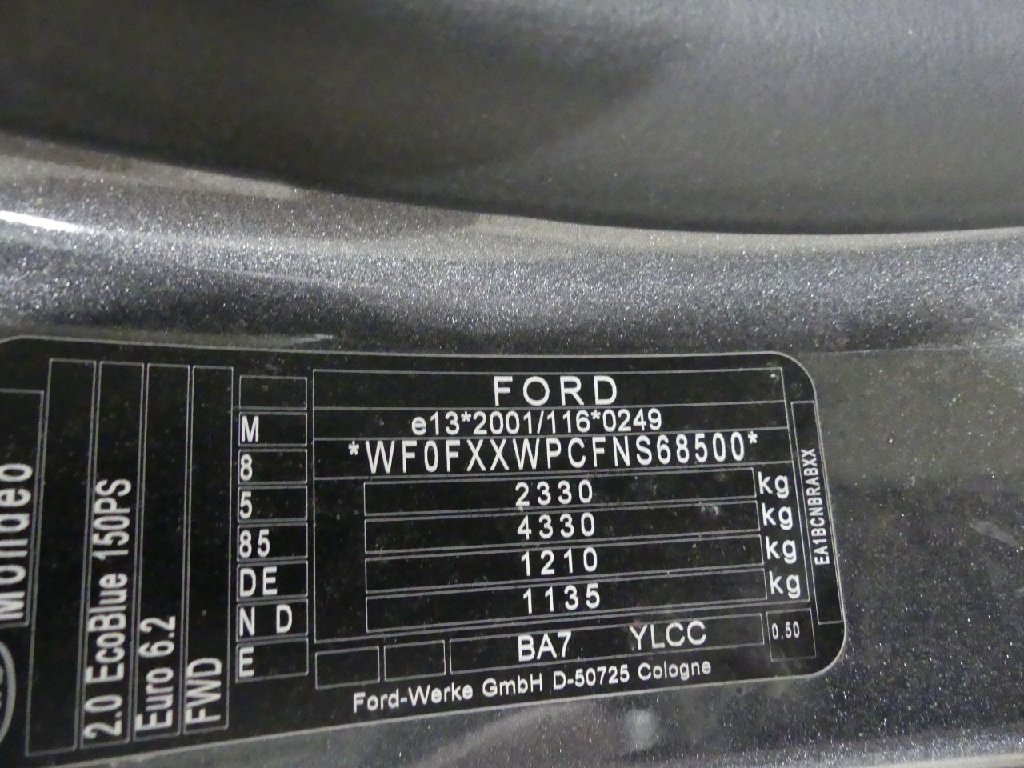 Mondeo
2.0 EcoBlue 150PS
Euro 6.2
FWD
M
8
5
85
DE
N D
E
FORD
e13*2001/116*0249
*WF0FXXWPCFNS68500*
2330 kg
4330 kg
1210 kg
1135 kg
BA7 YLCC
0.50
Ford-Werke GmbH D-50725 Cologne
EA1BCNBRABXX